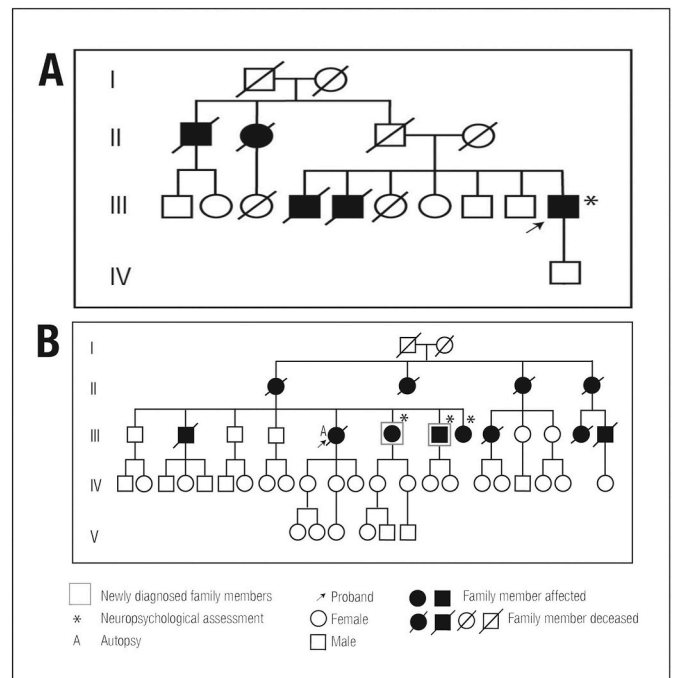 A
I
II
III
*
IV
B
I
II
III
A
*
*
*
IV
V
Newly diagnosed family members
* Neuropsychological assessment
A Autopsy
Proband
Female
Male
Family member affected
Family member deceased